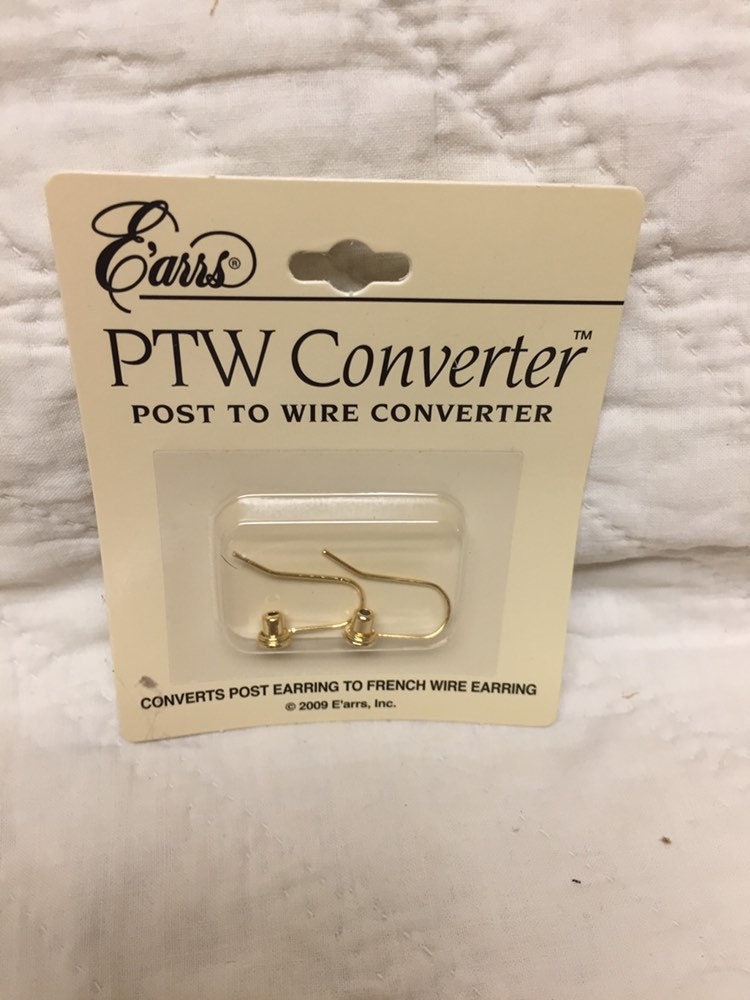 E'arrs®
PTW Converter™
POST TO WIRE CONVERTER
CONVERTS POST EARRING TO FRENCH WIRE EARRING
© 2009 E'arrs, Inc.